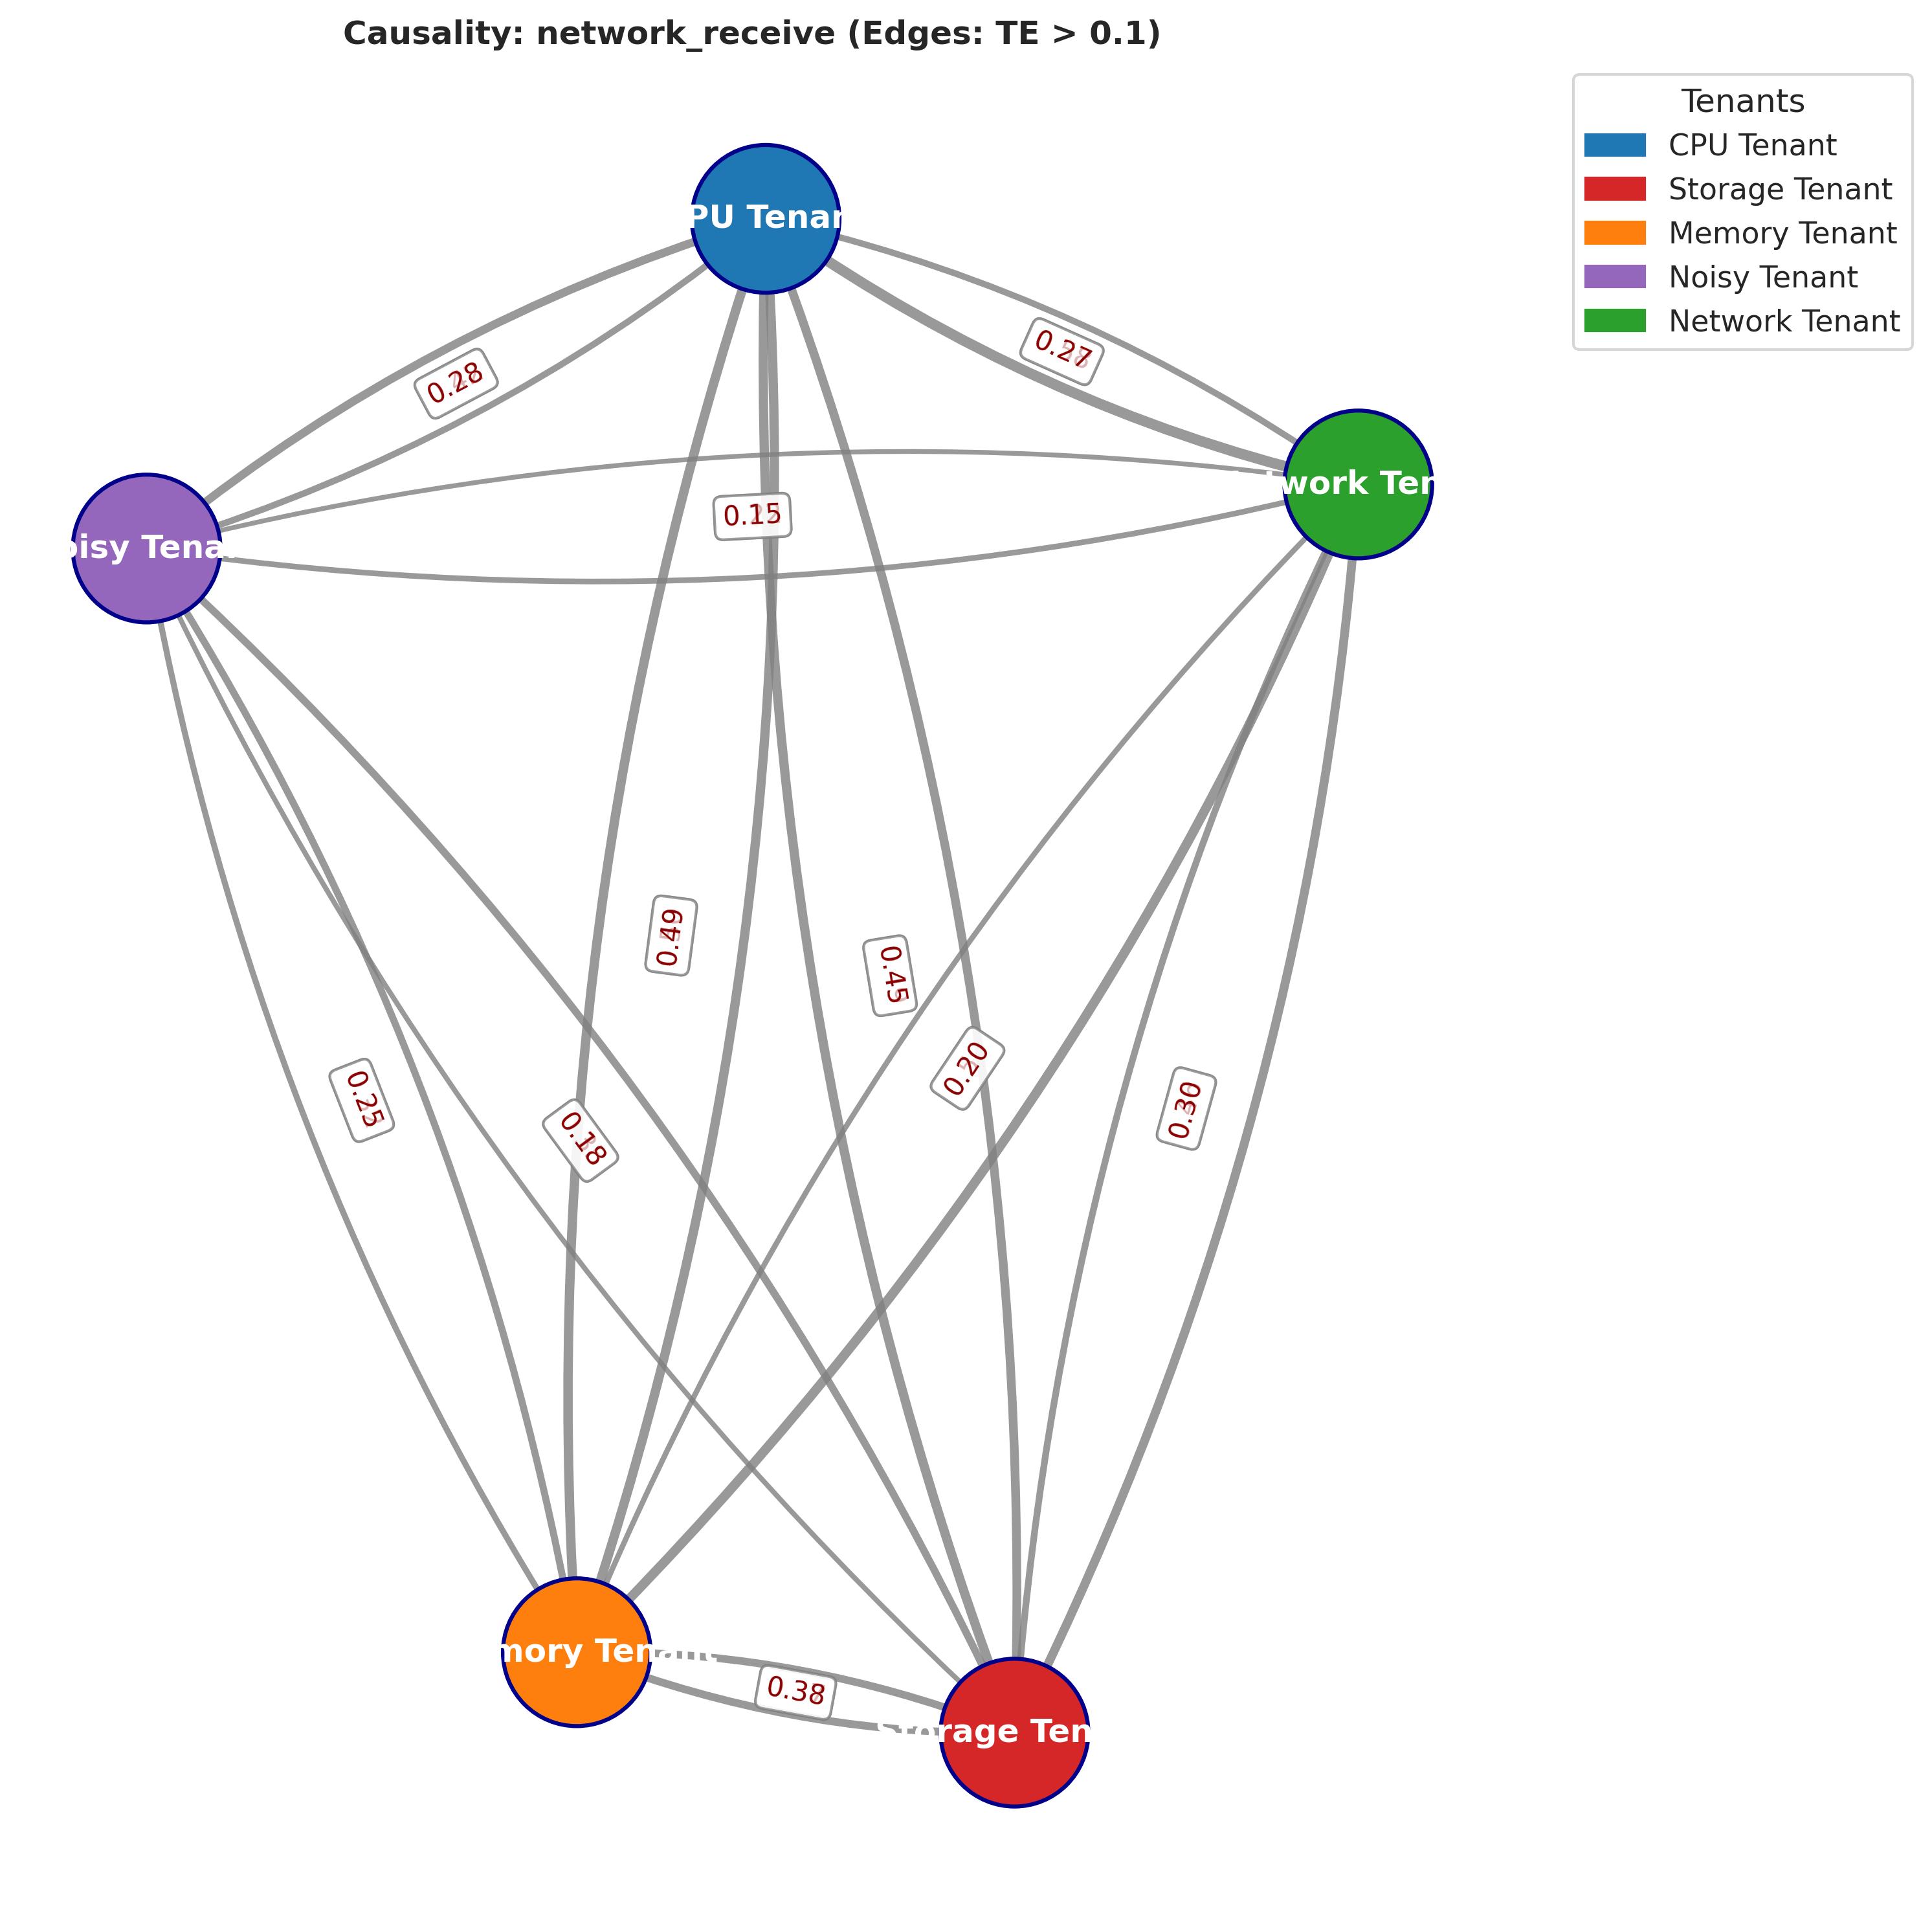 Causality: network_receive (Edges: TE > 0.1)
Tenants
CPU Tenant
Storage Tenant
Memory Tenant
Noisy Tenant
Network Tenant
PU Tenan
0.27
0.28
work Ten
0.15
oisy Tena
0.49
0.45
0.20
0.25
0.30
0.18
mory Tenant
0.38
Storage Ten